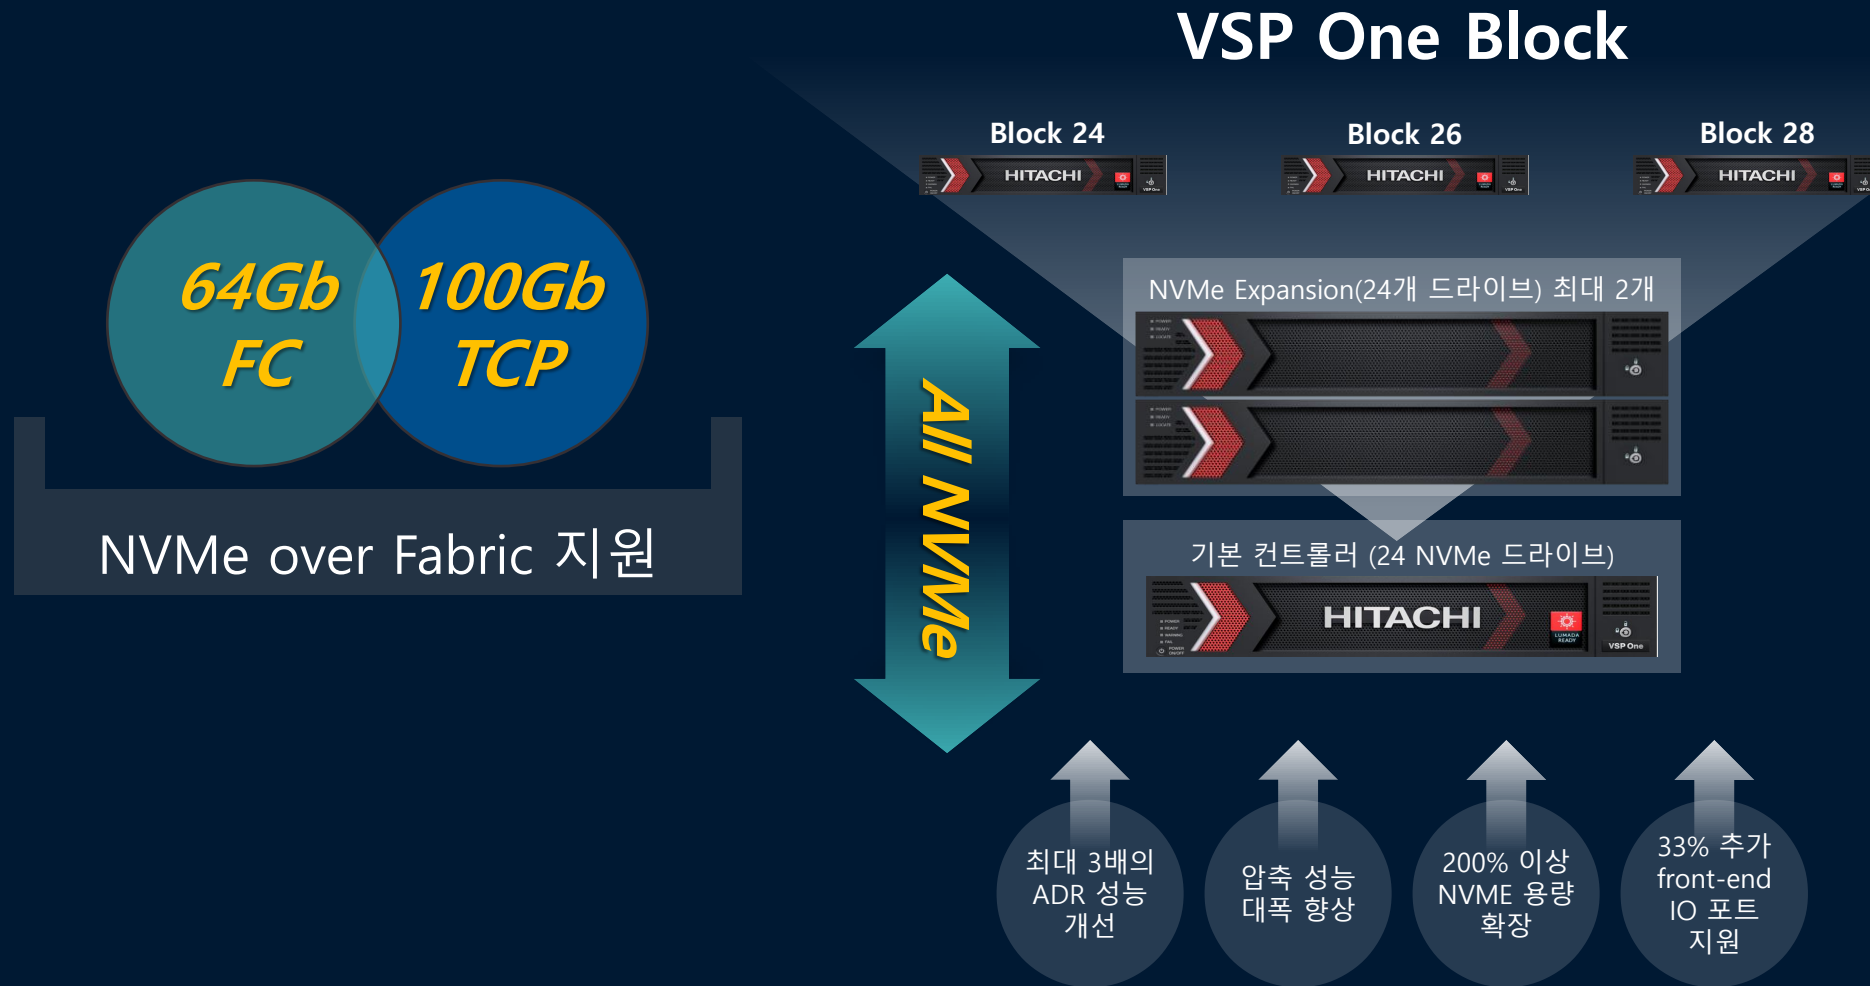 VSP One Block
Block 24
Block 26
Block 28
HITACHI
HITACHI
HITACHI
64Gb
FC
100Gb
TCP
NVMe over Fabric 지원
All NVMe
NVMe Expansion(24개 드라이브) 최대 2개
기본 컨트롤러 (24 NVMe 드라이브)
HITACHI
LUMADA
READY
VSP One
최대 3배의
ADR 성능
개선
압축 성능
대폭 향상
200% 이상
NVME 용량
확장
33% 추가
front-end
IO 포트
지원